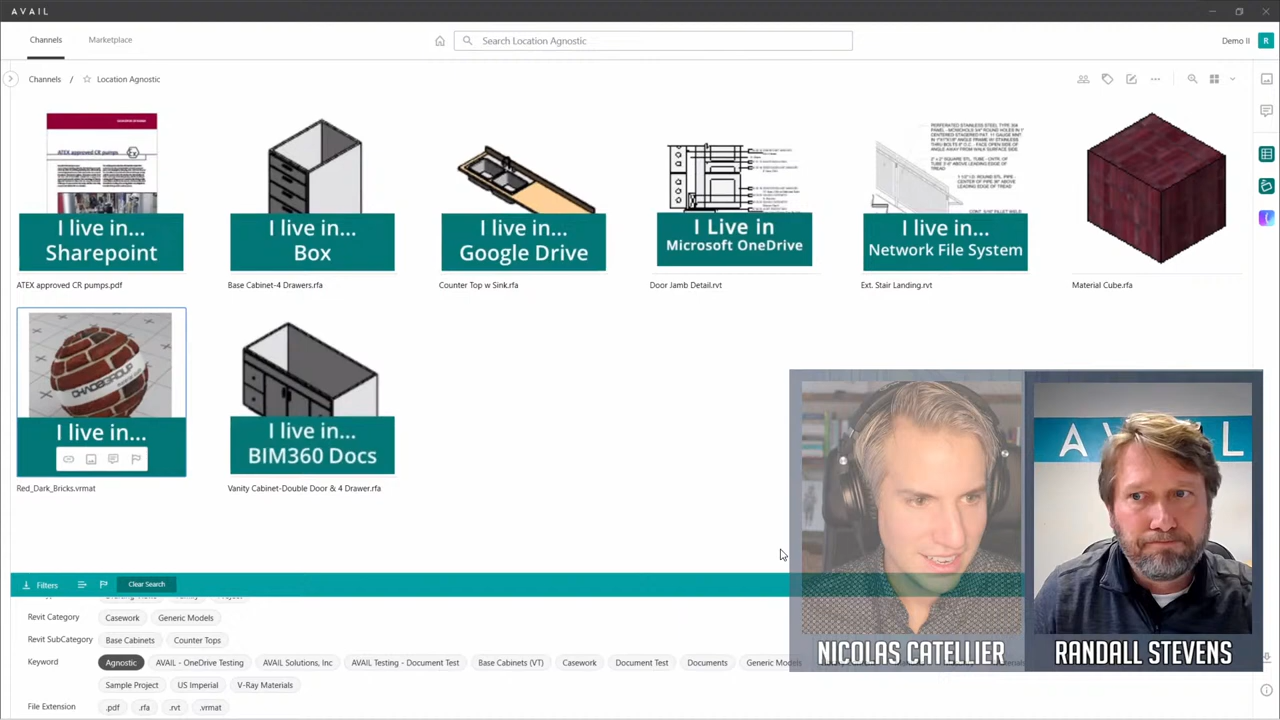 AVAIL
Channels
Marketplace
Search Location Agnostic
Demo II
R
Channels / Location Agnostic
ATEX approved CR pumps
I live in...
Sharepoint
I live in...
Box
I live in...
Google Drive
I Live in
Microsoft OneDrive
I live in...
Network File System
ATEX approved CR pumps.pdf
Base Cabinet-4 Drawers.rfa
Counter Top w Sink.rfa
Door Jamb Detail.rvt
Ext. Stair Landing.rvt
Material Cube.rfa
CHAOSGROUP
I live in...
I live in...
BIM360 Docs
Red_Dark_Bricks.vrmat
Vanity Cabinet-Double Door & 4 Drawer.rfa
AVAIL
Filters
Clear Search
Revit Category
Casework
Generic Models
Revit SubCategory
Base Cabinets
Counter Tops
Keyword
Agnostic
AVAIL - OneDrive Testing
AVAIL Solutions, Inc
AVAIL Testing - Document Test
Base Cabinets (VT)
Casework
Document Test
Documents
Generic Models
Sample Project
US Imperial
V-Ray Materials
File Extension
.pdf
.rfa
.rvt
.vrmat
NICOLAS CATELLIER
RANDALL STEVENS